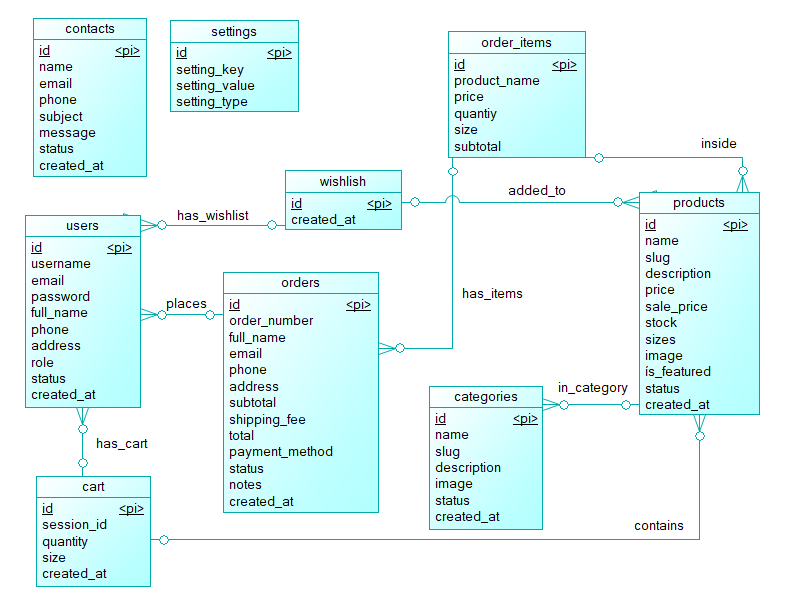 contacts
id <pi>
name
email
phone
subject
message
status
created_at
settings
id <pi>
setting_key
setting_value
setting_type
order_items
id <pi>
product_name
price
quantiy
size
subtotal
inside
wishlist
id <pi>
created_at
added_to
has_wishlist
users
id <pi>
username
email
password
full_name
phone
address
role
status
created_at
places
orders
id <pi>
order_number
full_name
email
phone
address
subtotal
shipping_fee
total
payment_method
status
notes
created_at
has_items
products
id <pi>
name
slug
description
price
sale_price
stock
sizes
image
is_featured
status
created_at
in_category
categories
id <pi>
name
slug
description
image
status
created_at
has_cart
cart
id <pi>
session_id
quantity
size
created_at
contains